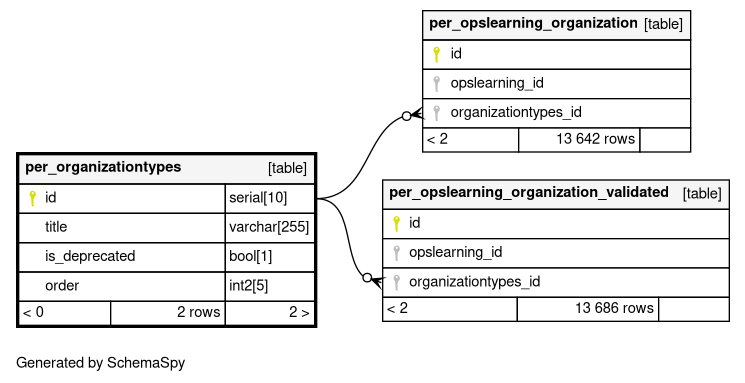 per_opslearning_organization [table]
id
opslearning_id
organizationtypes_id
< 2 13 642 rows
per_organizationtypes [table]
id serial[10]
title varchar[255]
is_deprecated bool[1]
order int2[5]
< 0 2 rows 2 >
per_opslearning_organization_validated [table]
id
opslearning_id
organizationtypes_id
< 2 13 686 rows
Generated by SchemaSpy